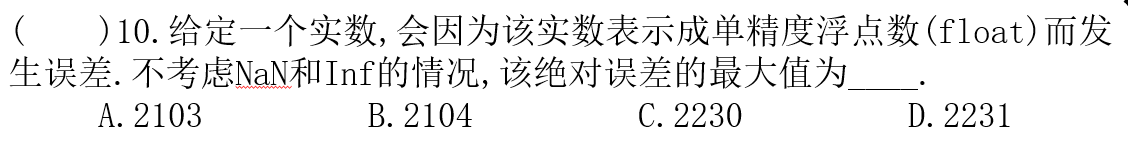 (    )10.给定一个实数,会因为该实数表示成单精度浮点数(float)而发
生误差.不考虑NaN和Inf的情况,该绝对误差的最大值为____.
A.2103 B.2104 C.2230 D.2231